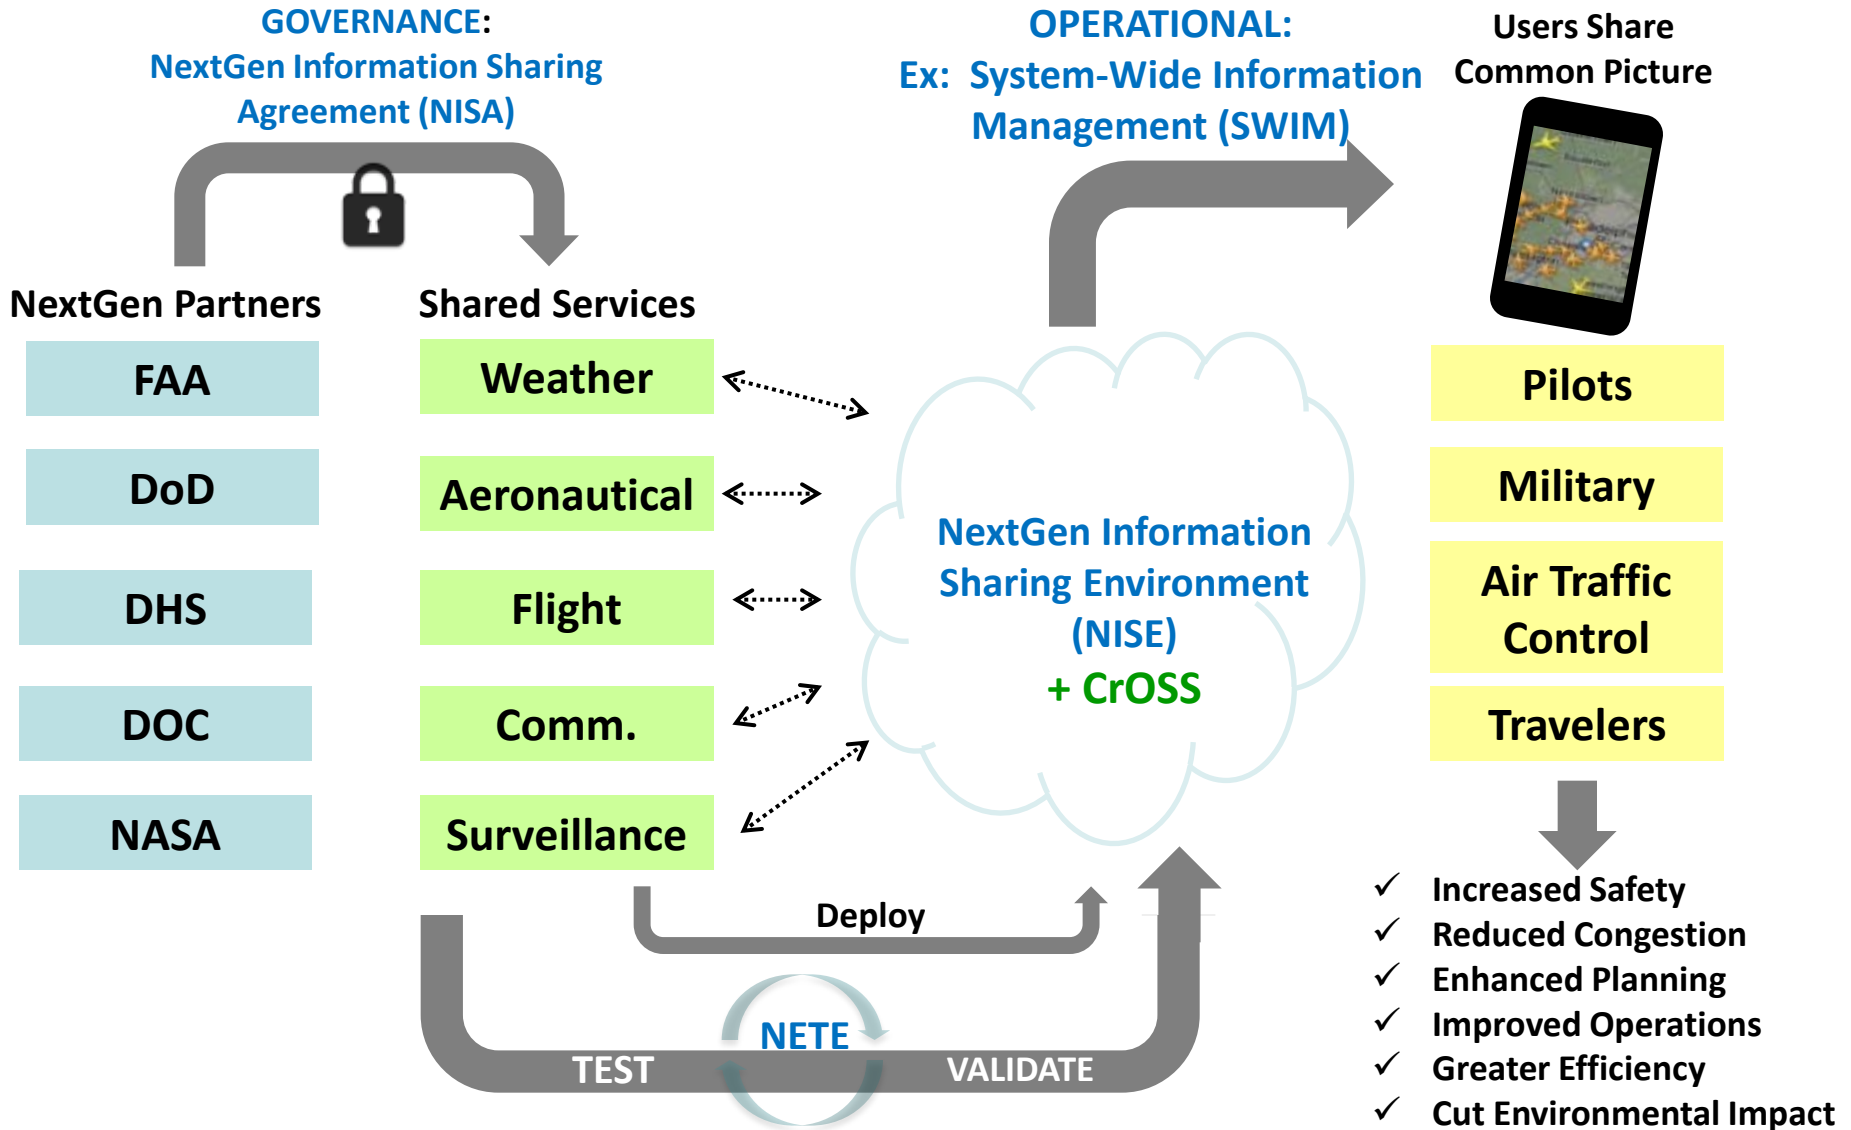 GOVERNANCE:
NextGen Information Sharing
Agreement (NISA)
OPERATIONAL:
Ex: System-Wide Information
Management (SWIM)
Users Share
Common Picture
NextGen Partners
FAA
DoD
DHS
DOC
NASA
Shared Services
Weather
Aeronautical
Flight
Comm.
Surveillance
NextGen Information
Sharing Environment
(NISE)
+ CrOSS
Deploy
NETE
TEST
VALIDATE
Pilots
Military
Air Traffic
Control
Travelers
✓ Increased Safety
✓ Reduced Congestion
✓ Enhanced Planning
✓ Improved Operations
✓ Greater Efficiency
✓ Cut Environmental Impact